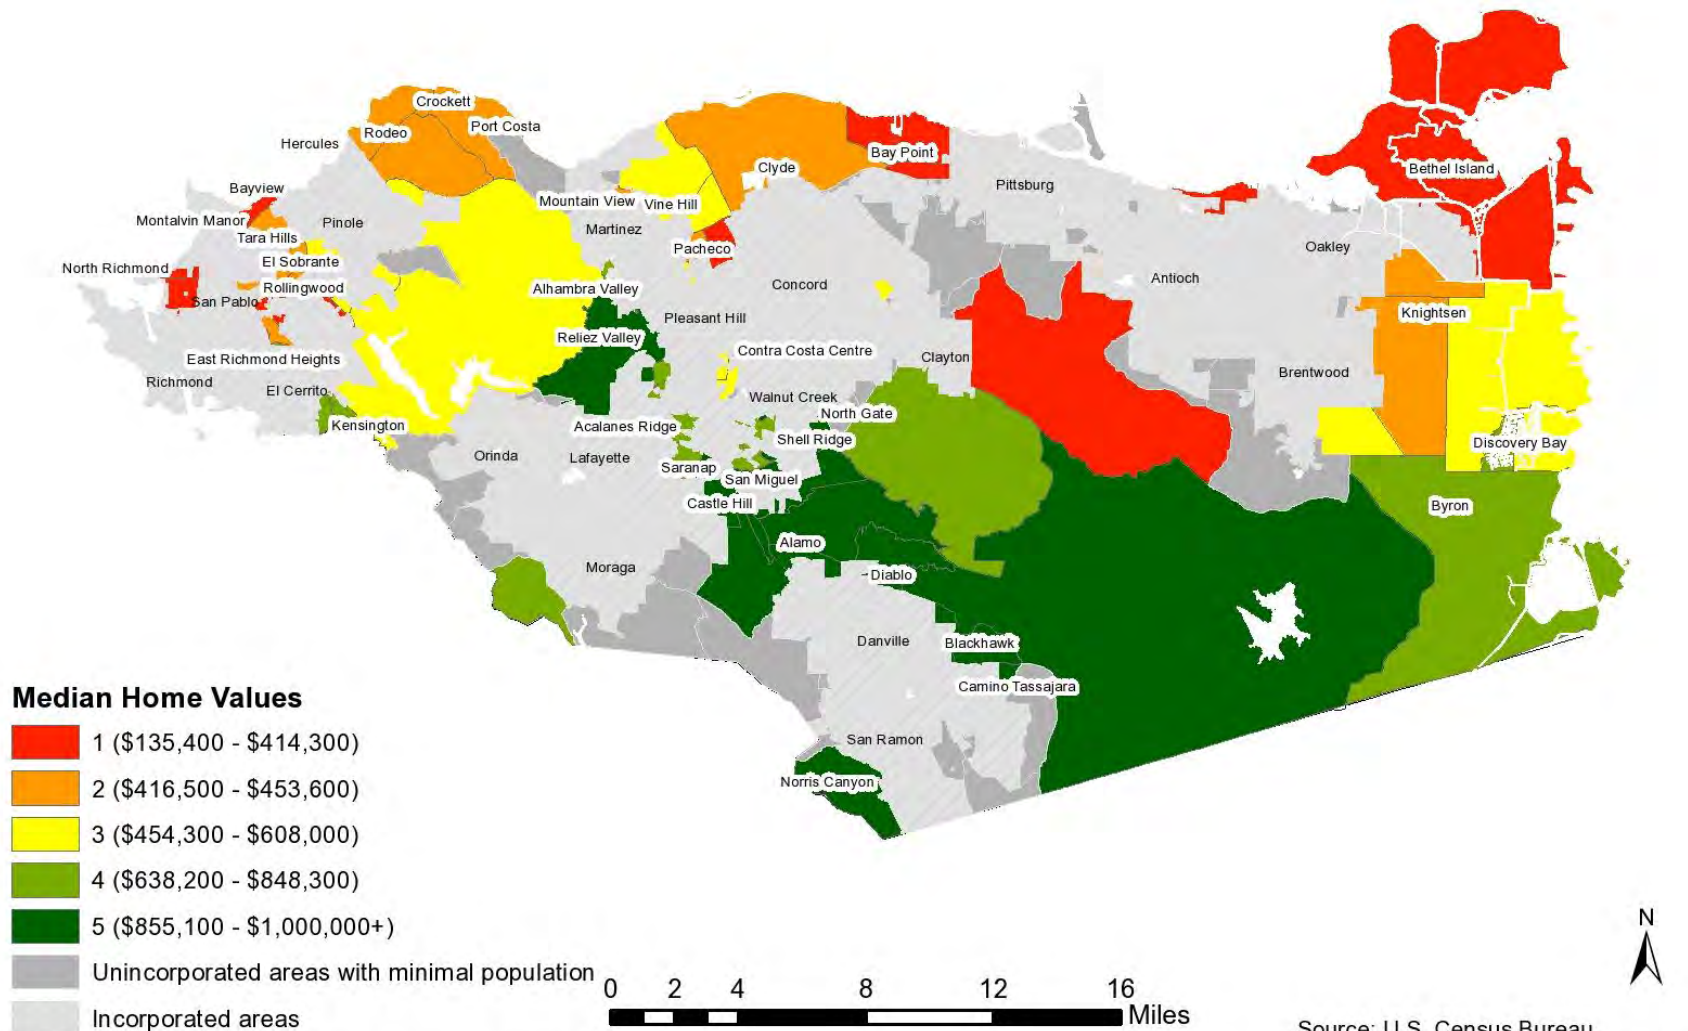 Crockett
Port Costa
Rodeo
Hercules
Bay Point
Clyde
Bethel Island
Bayview
Pittsburg
Mountain View
Vine Hill
Montalvin Manor
Pinole
Martinez
Tara Hills
Pacheco
Oakley
El Sobrante
North Richmond
Antioch
Rollingwood
Alhambra Valley
Concord
San Pablo
Knightsen
Pleasant Hill
Reliez Valley
East Richmond Heights
Contra Costa Centre
Clayton
Brentwood
Richmond
El Cerrito
Walnut Creek
North Gate
Kensington
Acalanes Ridge
Shell Ridge
Discovery Bay
Orinda
Lafayette
Saranap
San Miguel
Castle Hill
Byron
Alamo
Moraga
Diablo
Danville
Blackhawk
Camino Tassajara
San Ramon
Norris Canyon
Median Home Values
1 ($135,400 - $414,300)
2 ($416,500 - $453,600)
3 ($454,300 - $608,000)
4 ($638,200 - $848,300)
5 ($855,100 - $1,000,000+)
Unincorporated areas with minimal population
Incorporated areas
0 2 4 8 12 16
Miles
N
Source: U.S. Census Bureau